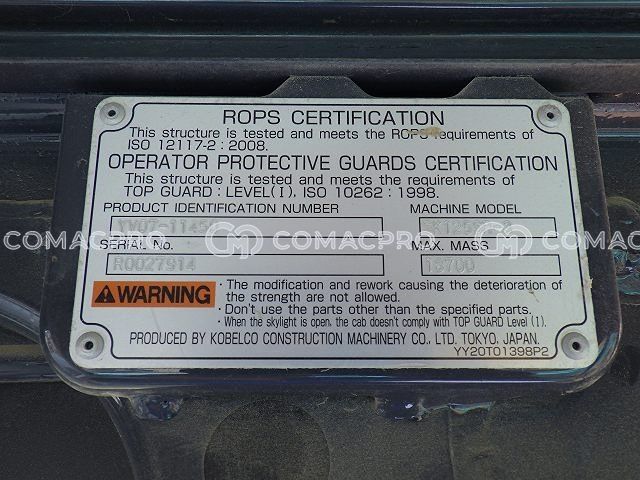 ROPS CERTIFICATION
This structure is tested and meets the ROPS requirements of
ISO 12117-2 : 2008.
OPERATOR PROTECTIVE GUARDS CERTIFICATION
This structure is tested and meets the requirements of
TOP GUARD : LEVEL(I), ISO 10262 : 1998.
PRODUCT IDENTIFICATION NUMBER MACHINE MODEL
COMACPRO COMACPRO
SERIAL No. MAX. MASS
R0027914 13700
WARNING · The modification and rework causing the deterioration of
the strength are not allowed.
· Don't use the parts other than the specified parts.
· When the skylight is open, the cab doesn't comply with TOP GUARD Level (I).
PRODUCED BY KOBELCO CONSTRUCTION MACHINERY CO., LTD. TOKYO, JAPAN.
YY20T01398P2